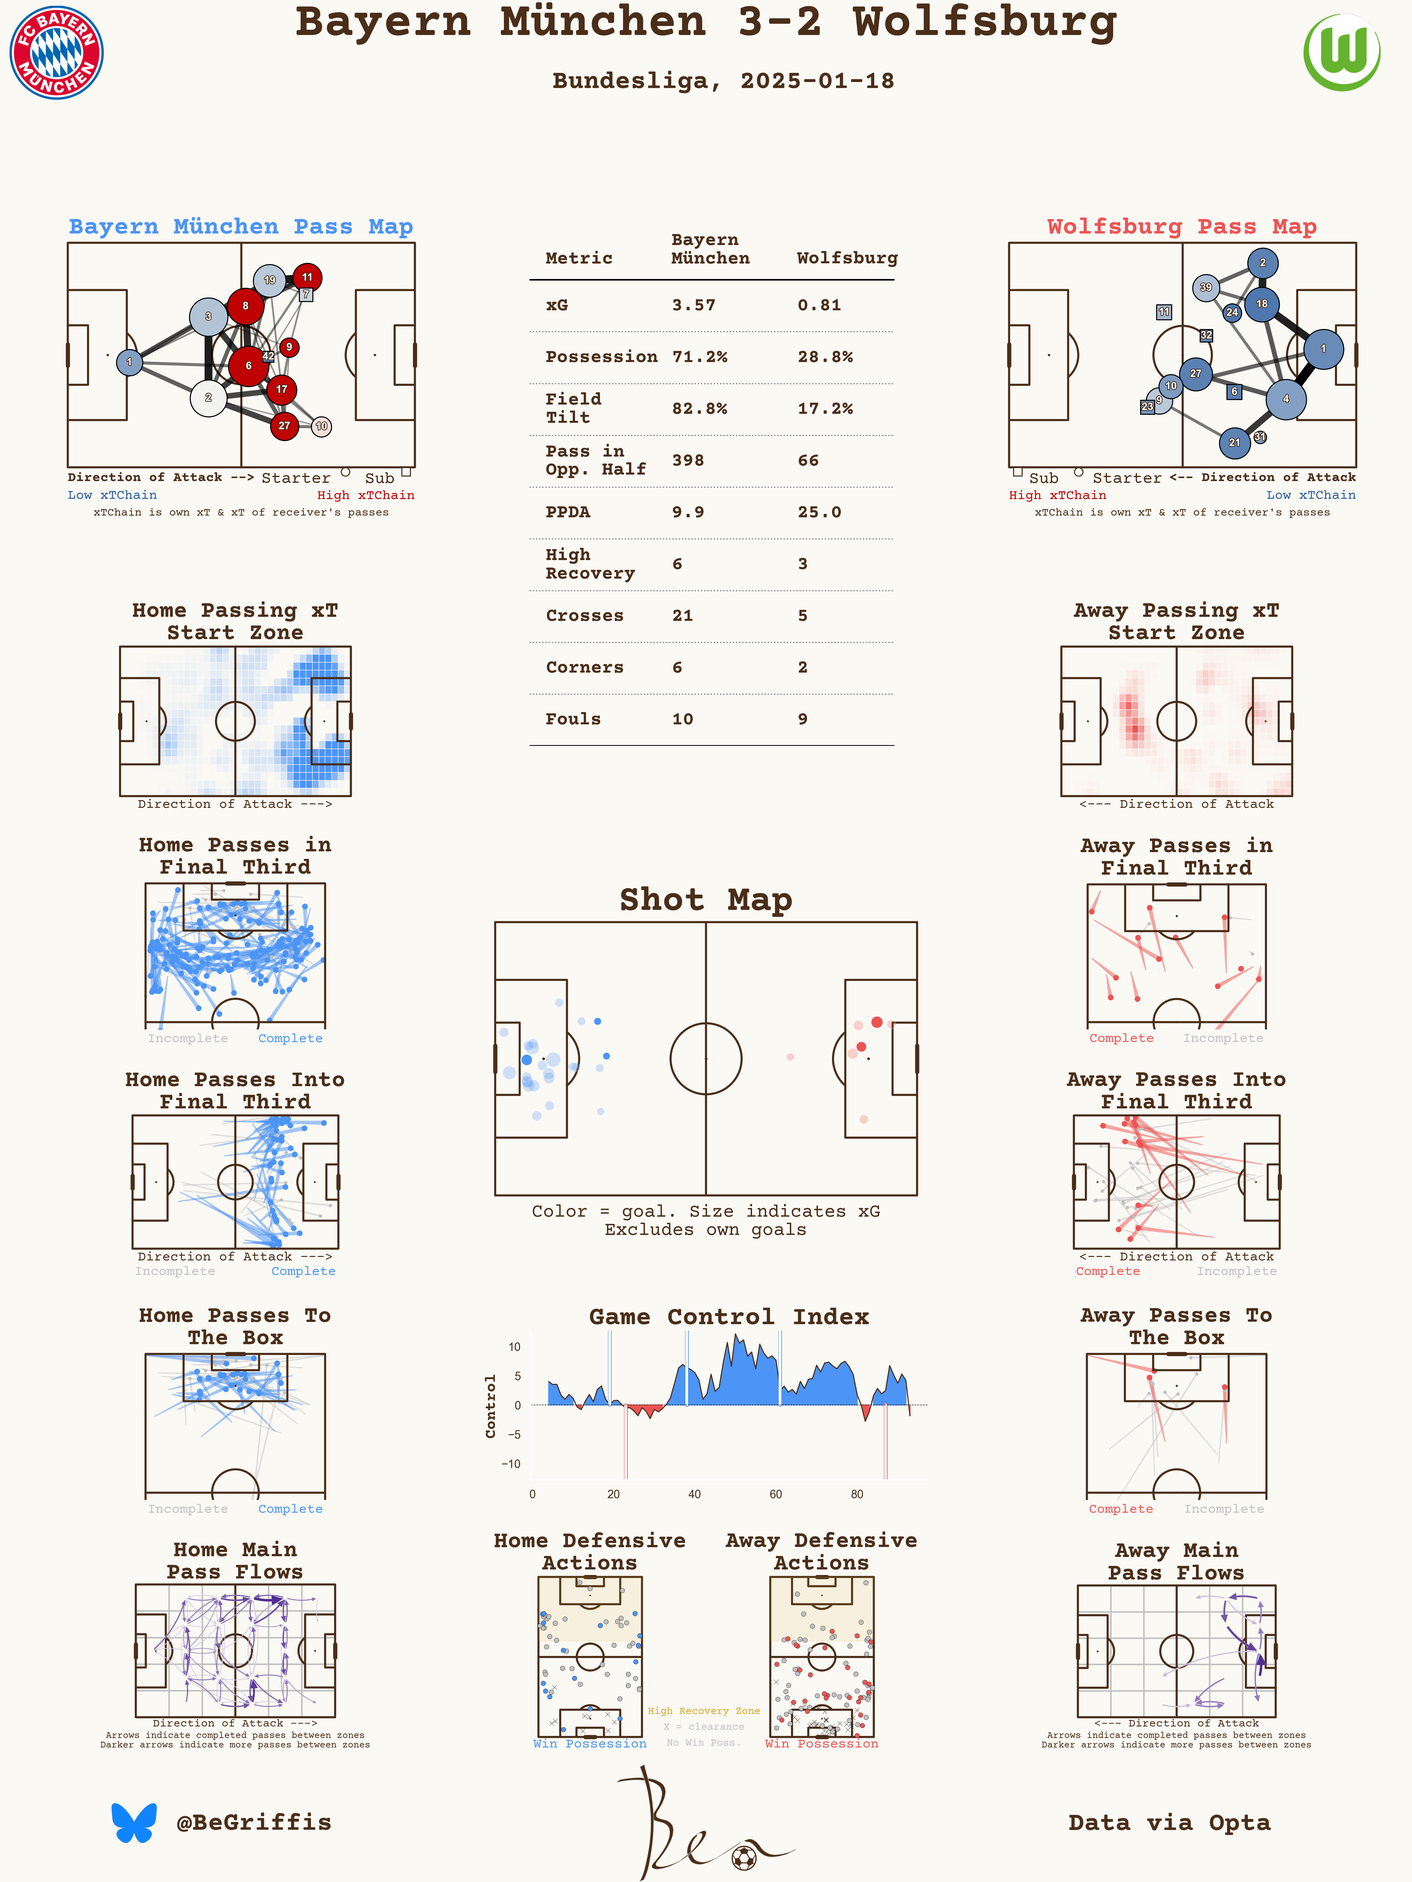 Bayern München 3-2 Wolfsburg
Bundesliga, 2025-01-18
FC BAYERN
MÜNCHEN
Bayern München Pass Map
1
3
2
8
6
19
11
7
42
9
17
27
10
Direction of Attack --> Starter Sub
Low xTChain High xTChain
xTChain is own xT & xT of receiver's passes
Metric Bayern München Wolfsburg
xG 3.57 0.81
Possession 71.2% 28.8%
Field Tilt 82.8% 17.2%
Pass in Opp. Half 398 66
PPDA 9.9 25.0
High Recovery 6 3
Crosses 21 5
Corners 6 2
Fouls 10 9
Wolfsburg Pass Map
2
39
18
24
11
32
1
27
10
9
23
6
4
21
31
Sub Starter <-- Direction of Attack
High xTChain Low xTChain
xTChain is own xT & xT of receiver's passes
Home Passing xT
Start Zone
Direction of Attack --->
Away Passing xT
Start Zone
<--- Direction of Attack
Home Passes in
Final Third
Incomplete Complete
Away Passes in
Final Third
Complete Incomplete
Shot Map
Color = goal. Size indicates xG
Excludes own goals
Home Passes Into
Final Third
Direction of Attack --->
Incomplete Complete
Away Passes Into
Final Third
<--- Direction of Attack
Complete Incomplete
Home Passes To
The Box
Incomplete Complete
Game Control Index
Control
10
5
0
−5
−10
0 20 40 60 80
Away Passes To
The Box
Complete Incomplete
Home Main
Pass Flows
Direction of Attack --->
Arrows indicate completed passes between zones
Darker arrows indicate more passes between zones
Home Defensive
Actions
Win Possession
Away Defensive
Actions
Win Possession
High Recovery Zone
X = clearance
No Win Poss.
Away Main
Pass Flows
<--- Direction of Attack
Arrows indicate completed passes between zones
Darker arrows indicate more passes between zones
@BeGriffis
Ben
Data via Opta